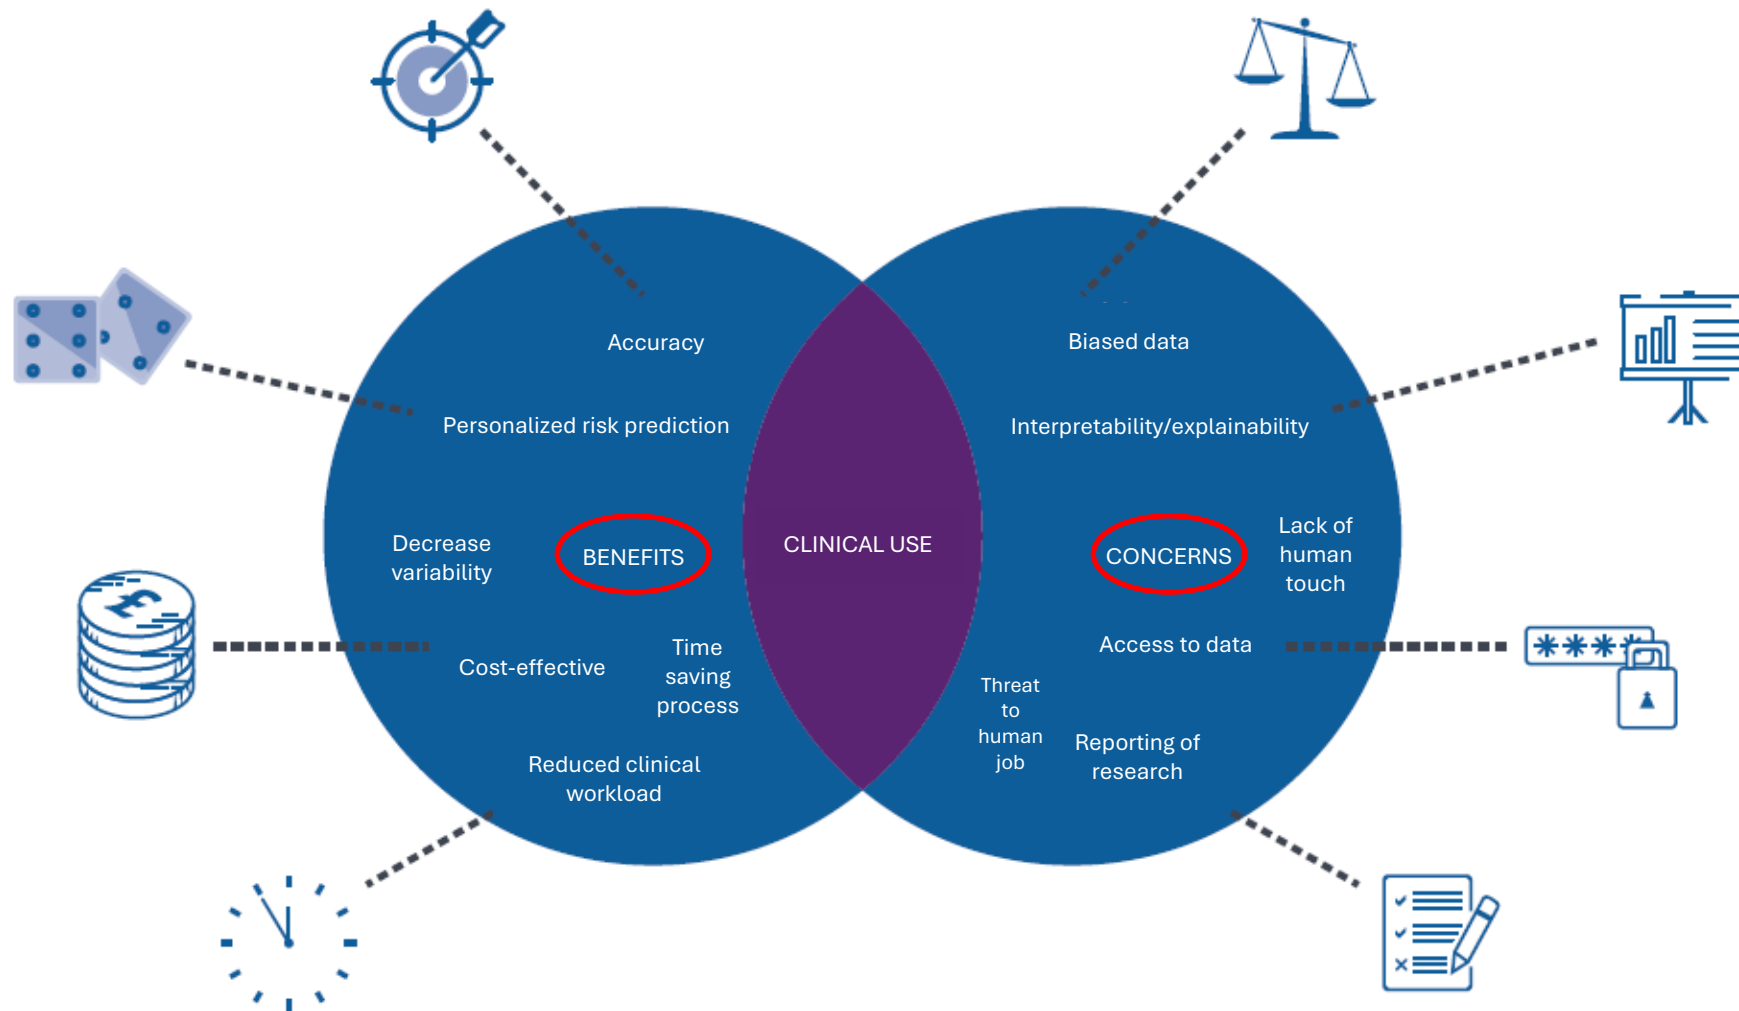 Accuracy
Personalized risk prediction
Decrease
variability
BENEFITS
Cost-effective
Time
saving
process
Reduced clinical
workload
CLINICAL USE
Biased data
Interpretability/explainability
CONCERNS
Lack of
human
touch
Access to data
Threat
to
human
job
Reporting of
research
£
****